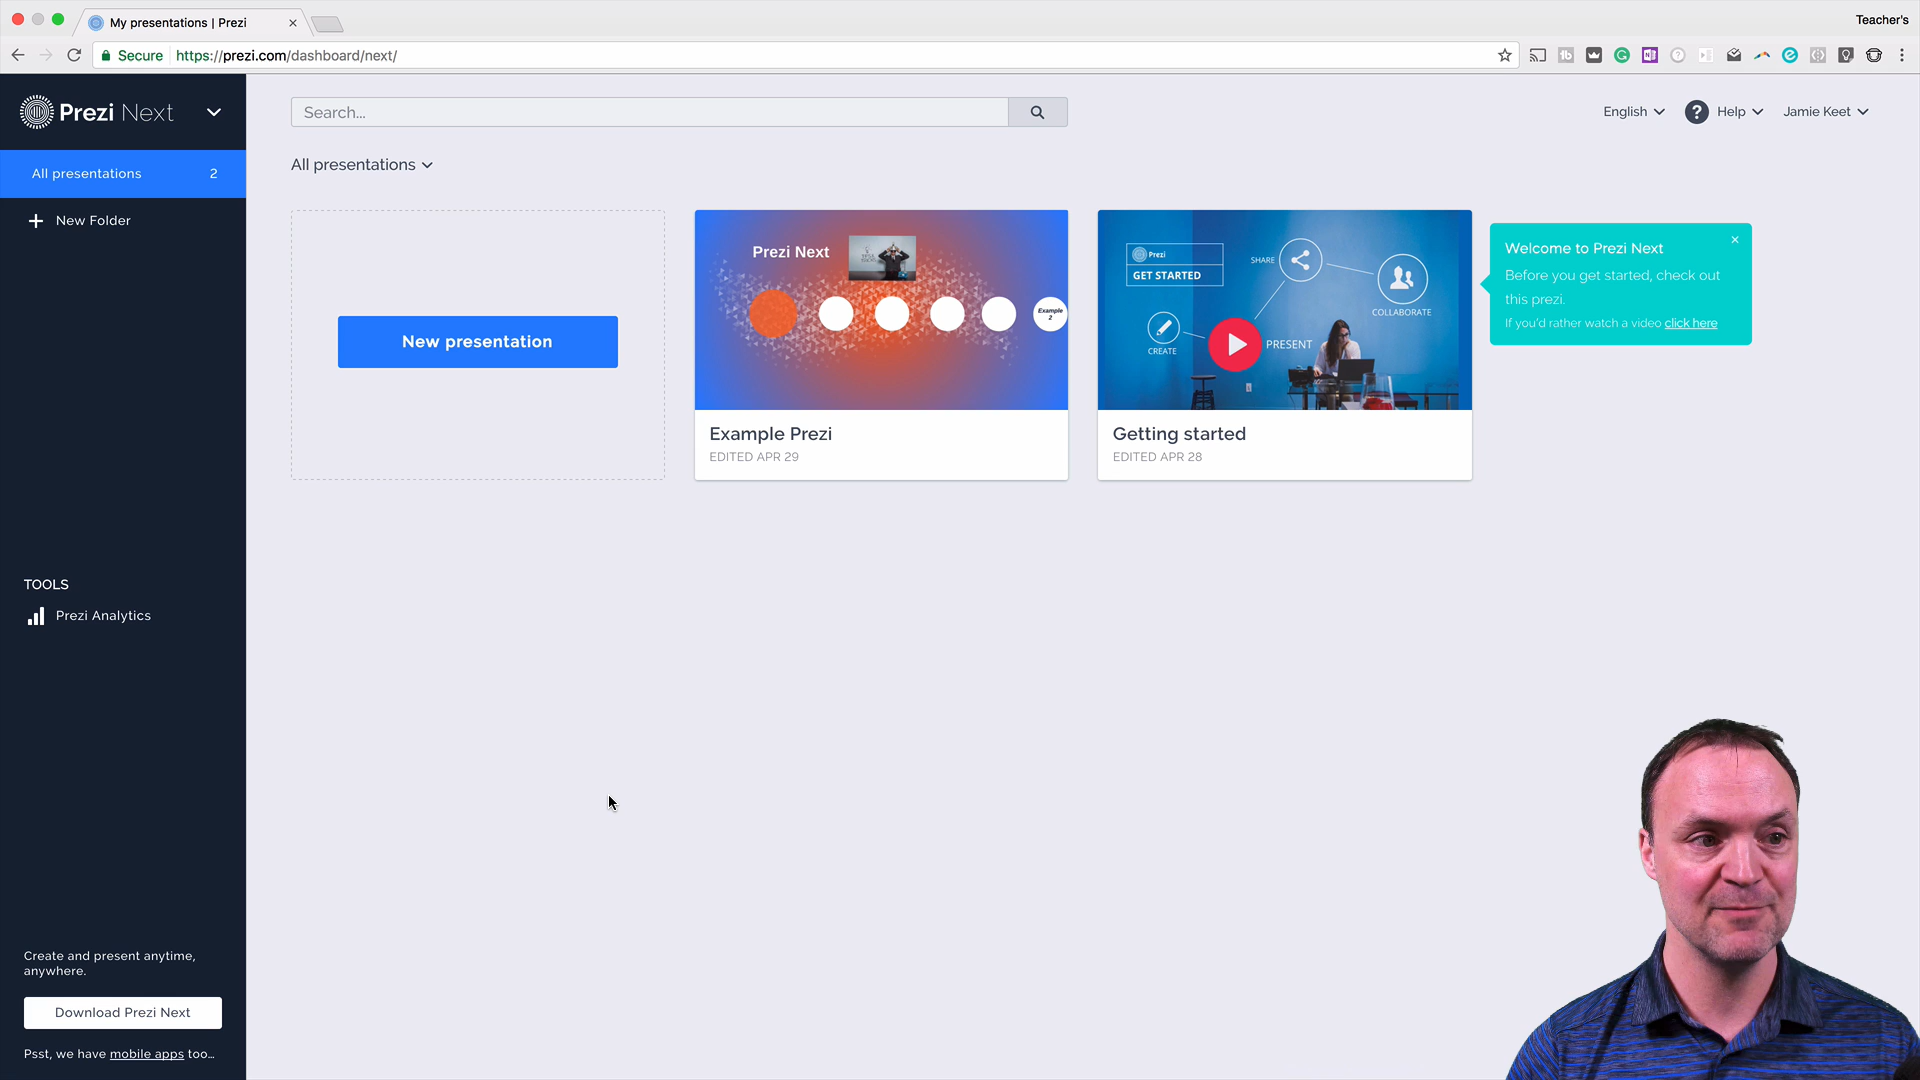 My presentations | Prezi
Teacher's
Secure
https://prezi.com/dashboard/next/
Prezi Next
Search...
English
? Help
Jamie Keet
All presentations 2
New Folder
All presentations
New presentation
Prezi Next
Example
2
Example Prezi
EDITED APR 29
Prezi
GET STARTED
SHARE
COLLABORATE
CREATE
PRESENT
Getting started
EDITED APR 28
Welcome to Prezi Next
Before you get started, check out
this prezi.
If you'd rather watch a video click here
TOOLS
Prezi Analytics
Create and present anytime,
anywhere.
Download Prezi Next
Psst, we have mobile apps too...